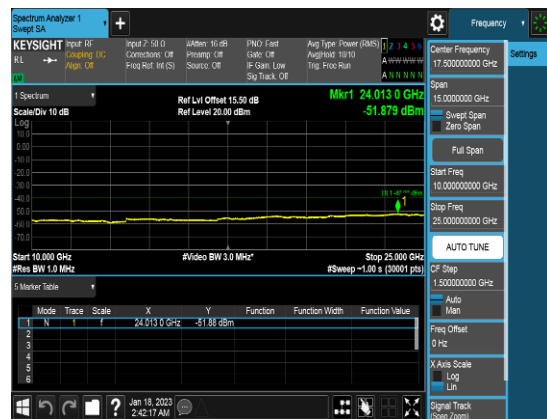 Spectrum Analyzer 1
Swept SA
+
Frequency
KEYSIGHT
Input: RF
Coupling: DC
Align: Off
Input Z: 50 Ω
Corrections: Off
Freq Ref: Int (S)
#Atten: 16 dB
Preamp: Off
Source: Off
PNO: Fast
Gate: Off
IF Gain: Low
Sig Track: Off
Avg Type: Power (RMS)
Avg|Hold: 10/10
Trig: Free Run
1 2 3 4 5 6
A W W W W W
A N N N N N
R L
1 Spectrum
Scale/Div 10 dB
Log
Ref Lvl Offset 15.50 dB
Ref Level 20.00 dBm
Mkr1 24.013 0 GHz
-51.879 dBm
10.0
0.00
-10.0
-20.0
-30.0
-40.0
-50.0
-60.0
-70.0
1
Start 10.000 GHz
#Res BW 1.0 MHz
#Video BW 3.0 MHz*
Stop 25.000 GHz
#Sweep ~1.00 s (30001 pts)
5 Marker Table
Mode Trace Scale X Y Function Function Width Function Value
1 N 1 f 24.013 0 GHz -51.88 dBm
2
3
4
5
6
Jan 18, 2023
2:42:17 AM
Center Frequency
17.500000000 GHz
Span
15.0000000 GHz
Swept Span
Zero Span
Full Span
Start Freq
10.000000000 GHz
Stop Freq
25.000000000 GHz
AUTO TUNE
CF Step
1.500000000 GHz
Auto
Man
Freq Offset
0 Hz
X Axis Scale
Log
Lin
Signal Track
(Span Zoom)
Settings